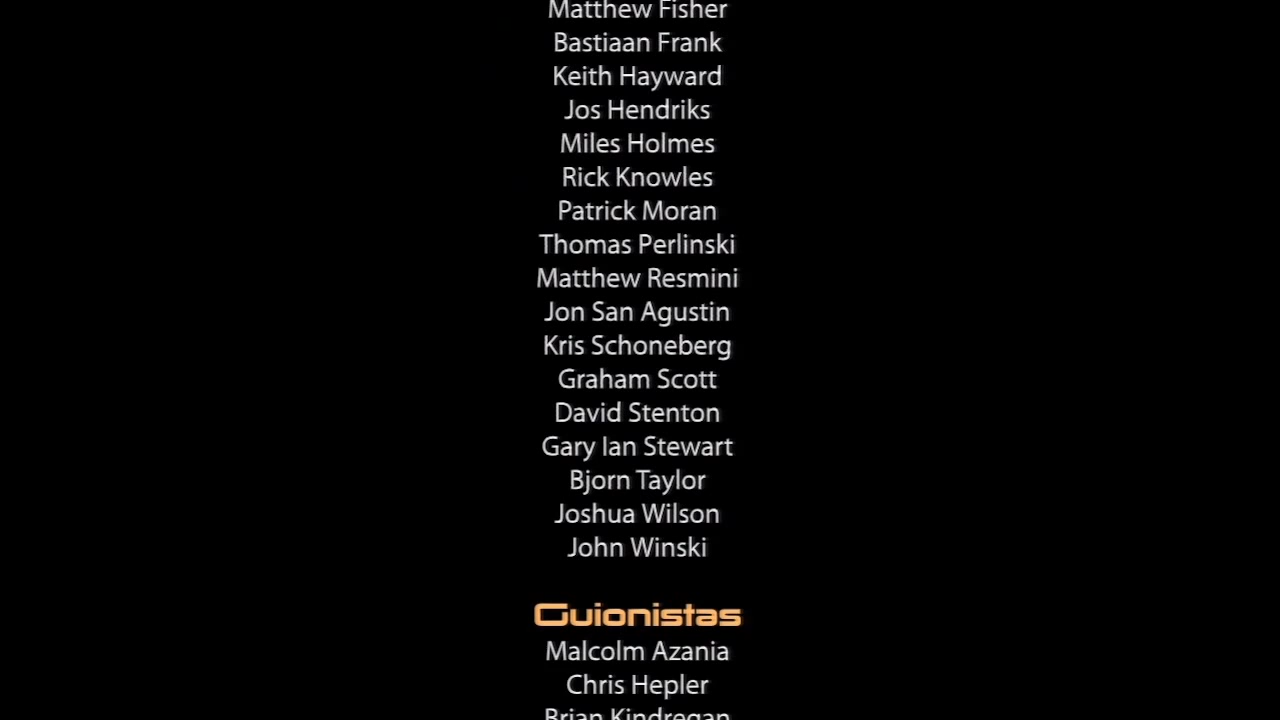 Matthew Fisher
Bastiaan Frank
Keith Hayward
Jos Hendriks
Miles Holmes
Rick Knowles
Patrick Moran
Thomas Perlinski
Matthew Resmini
Jon San Agustin
Kris Schoneberg
Graham Scott
David Stenton
Gary Ian Stewart
Bjorn Taylor
Joshua Wilson
John Winski
Guionistas
Malcolm Azania
Chris Hepler
Brian Kindregan